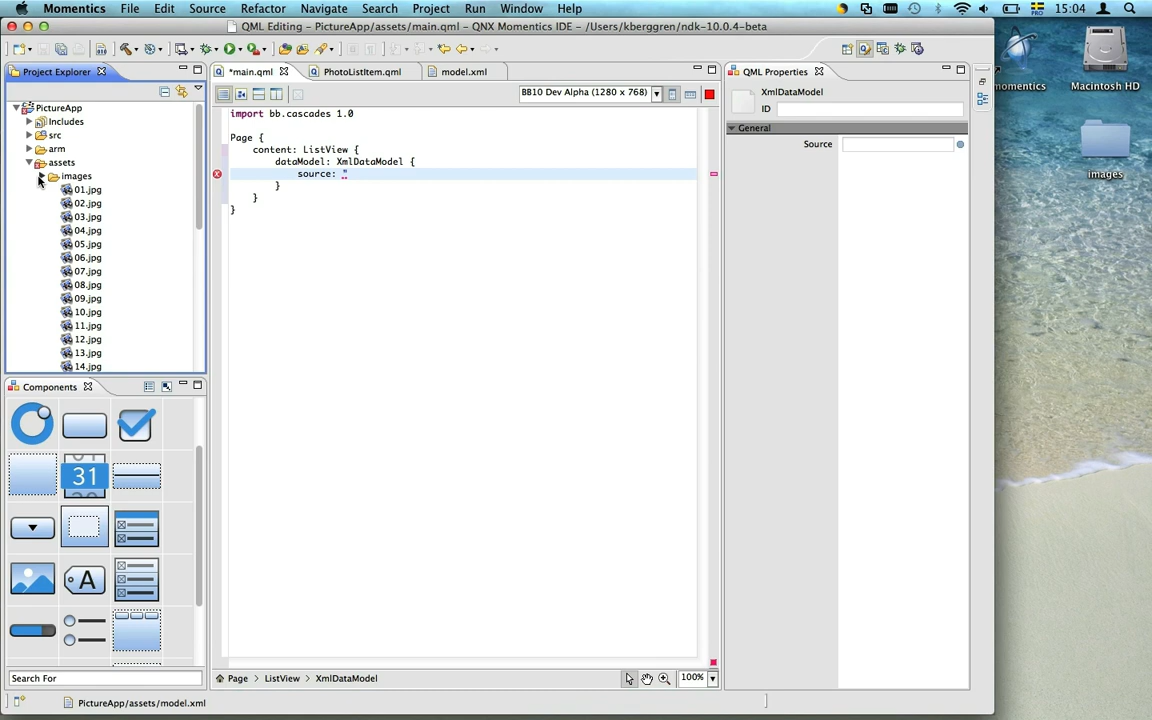 Momentics File Edit Source Refactor Navigate Search Project Run Window Help PRO 15:04
QML Editing – PictureApp/assets/main.qml – QNX Momentics IDE – /Users/kberggren/ndk-10.0.4-beta
Project Explorer
*main.qml PhotoListItem.qml model.xml
QML Properties
BB10 Dev Alpha (1280 x 768)
XmlDataModel
ID
General
Source
PictureApp
Includes
src
arm
assets
images
01.jpg
02.jpg
03.jpg
04.jpg
05.jpg
06.jpg
07.jpg
08.jpg
09.jpg
10.jpg
11.jpg
12.jpg
13.jpg
14.jpg
import bb.cascades 1.0
Page {
content: ListView {
dataModel: XmlDataModel {
source: "
}
}
}
Components
31
A
Search For
Page > ListView > XmlDataModel
100%
PictureApp/assets/model.xml
omentics
Macintosh HD
images